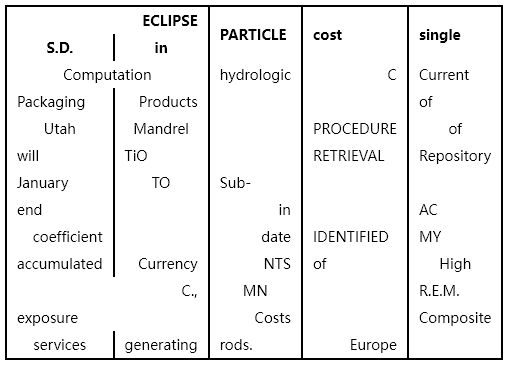 ECLIPSE
S.D. in PARTICLE cost single
Computation hydrologic C Current
Packaging Products of
Utah Mandrel PROCEDURE of
will TiO RETRIEVAL Repository
January TO Sub-
end in AC
coefficient date IDENTIFIED MY
accumulated Currency NTS of High
C., MN R.E.M.
exposure Costs Composite
services generating rods. Europe